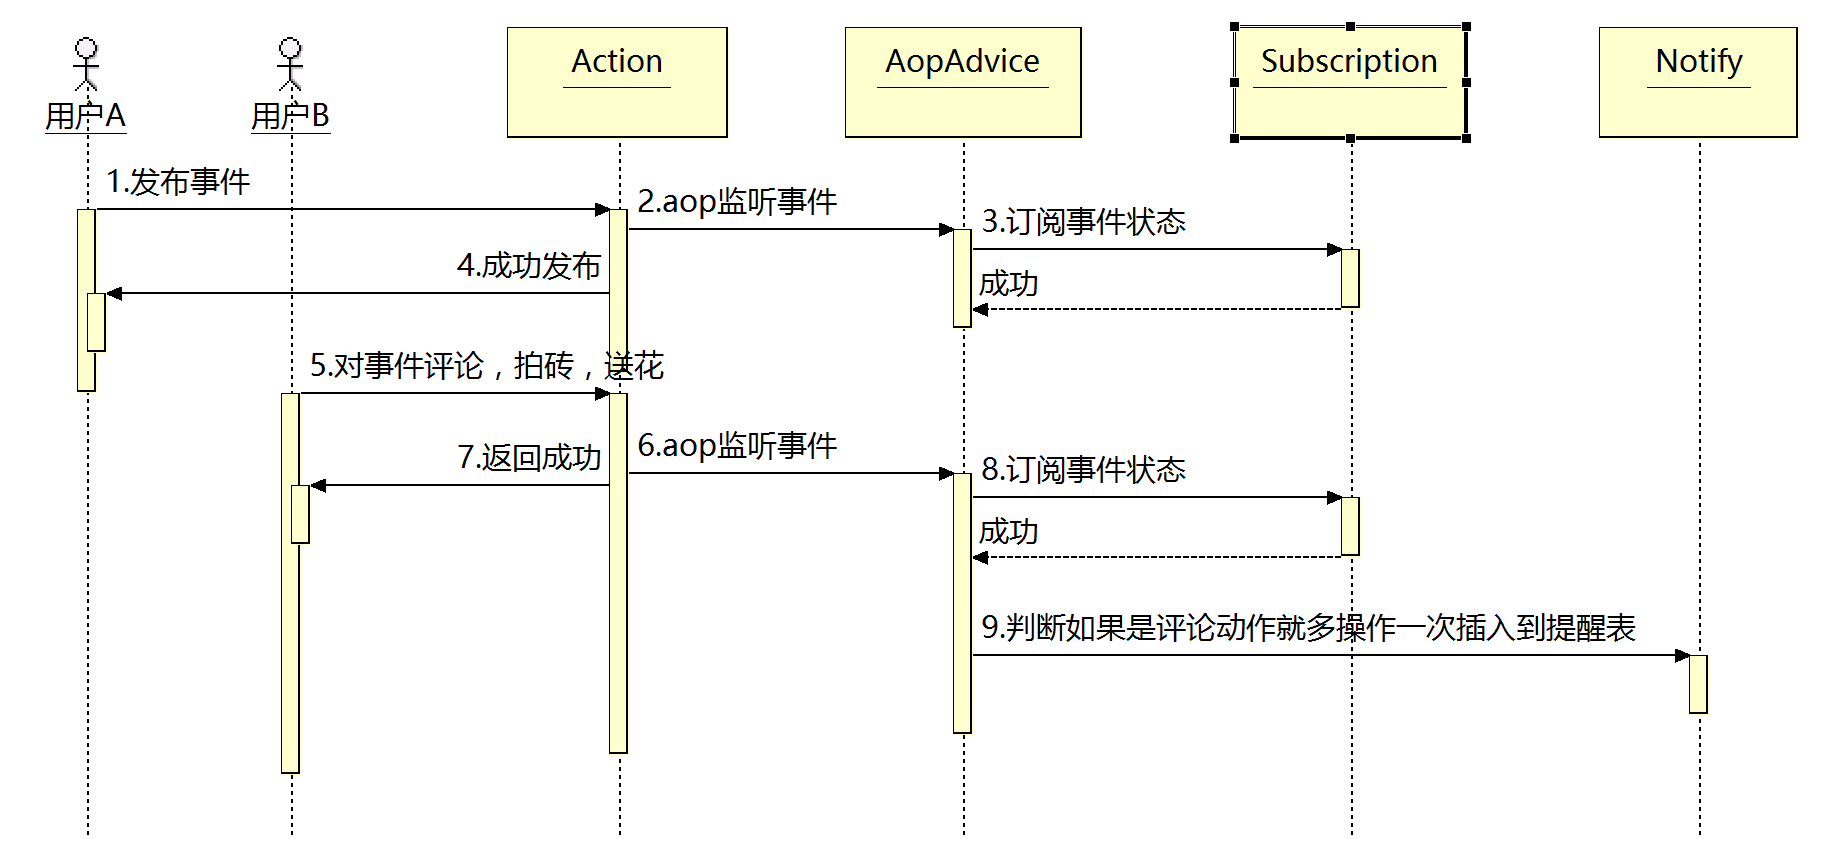 用户A
用户B
Action
AopAdvice
Subscription
Notify
1.发布事件
2.aop监听事件
3.订阅事件状态
4.成功发布
成功
5.对事件评论，拍砖，送花
6.aop监听事件
7.返回成功
8.订阅事件状态
成功
9.判断如果是评论动作就多操作一次插入到提醒表